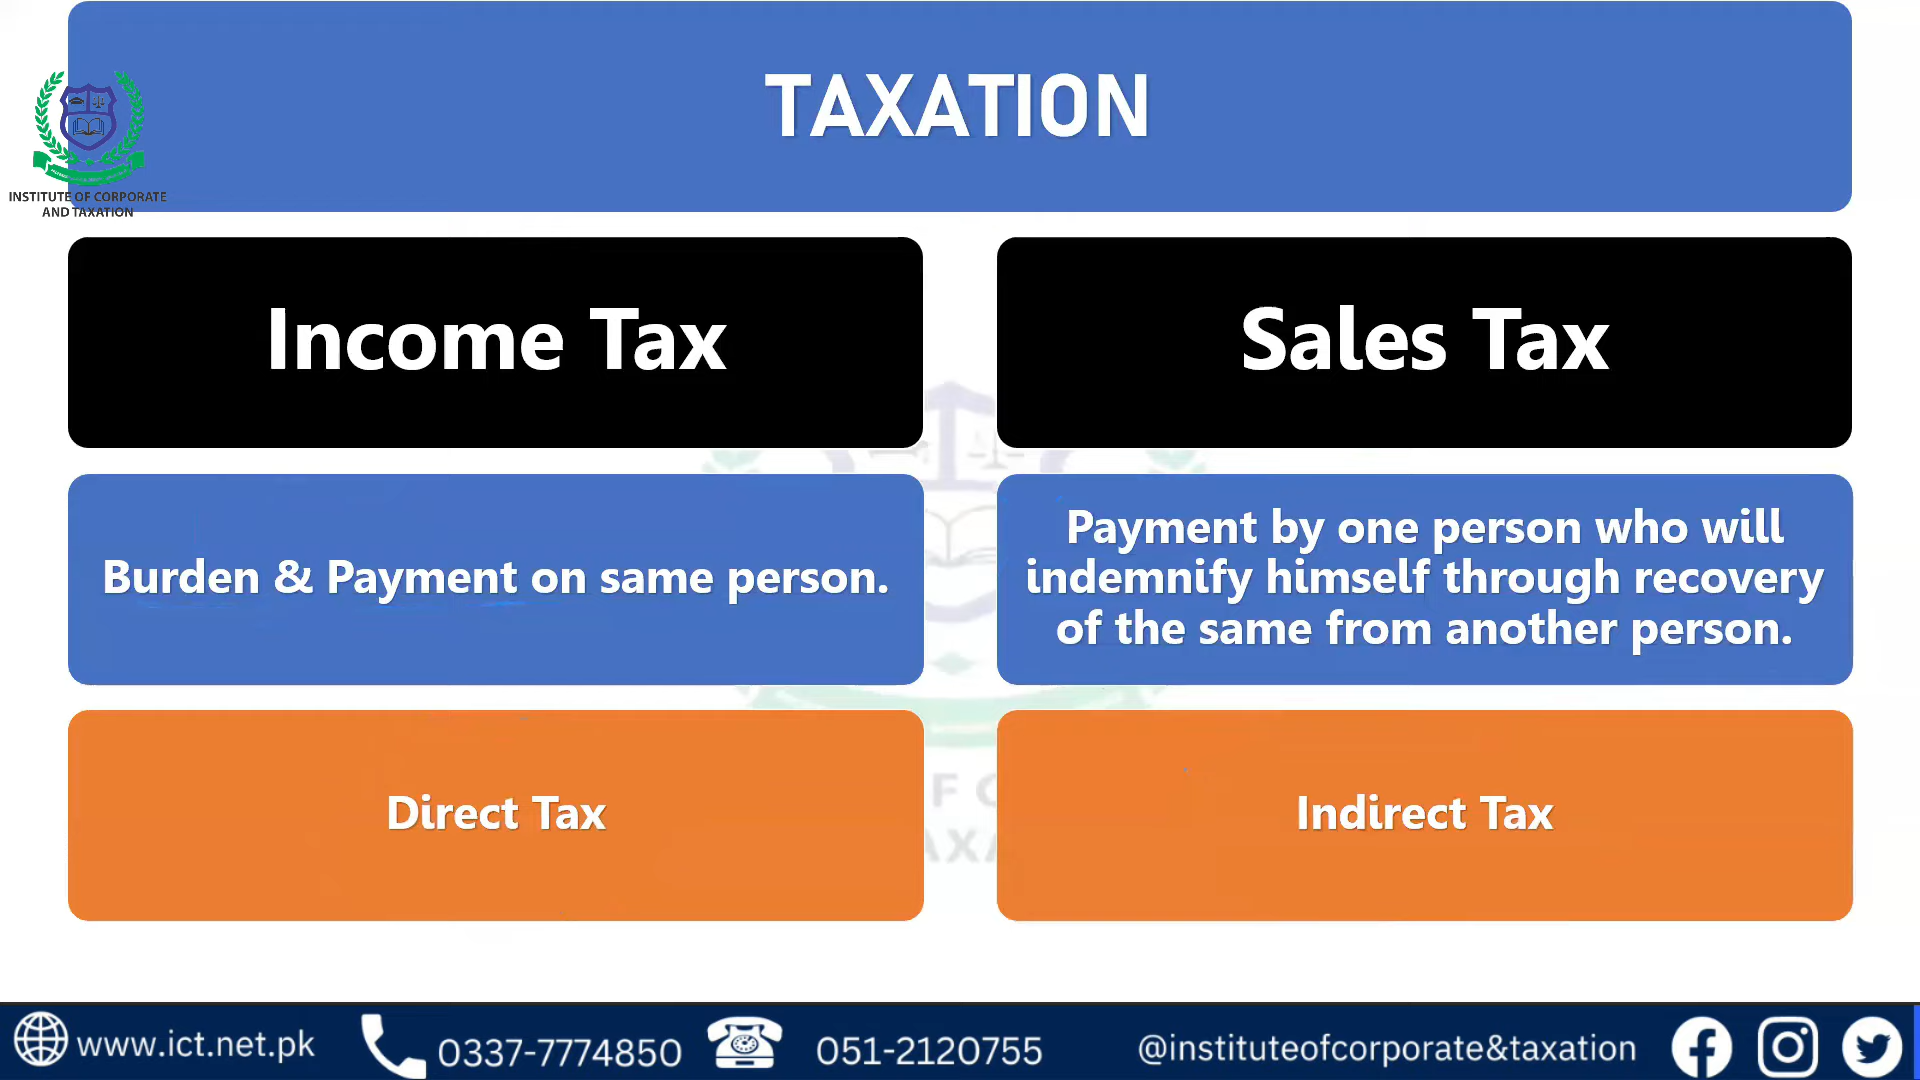 TAXATION
INSTITUTE OF CORPORATE
AND TAXATION
Income Tax
Sales Tax
Burden & Payment on same person.
Payment by one person who will
indemnify himself through recovery
of the same from another person.
Direct Tax
Indirect Tax
www.ict.net.pk
0337-7774850
051-2120755
@instituteofcorporate&taxation